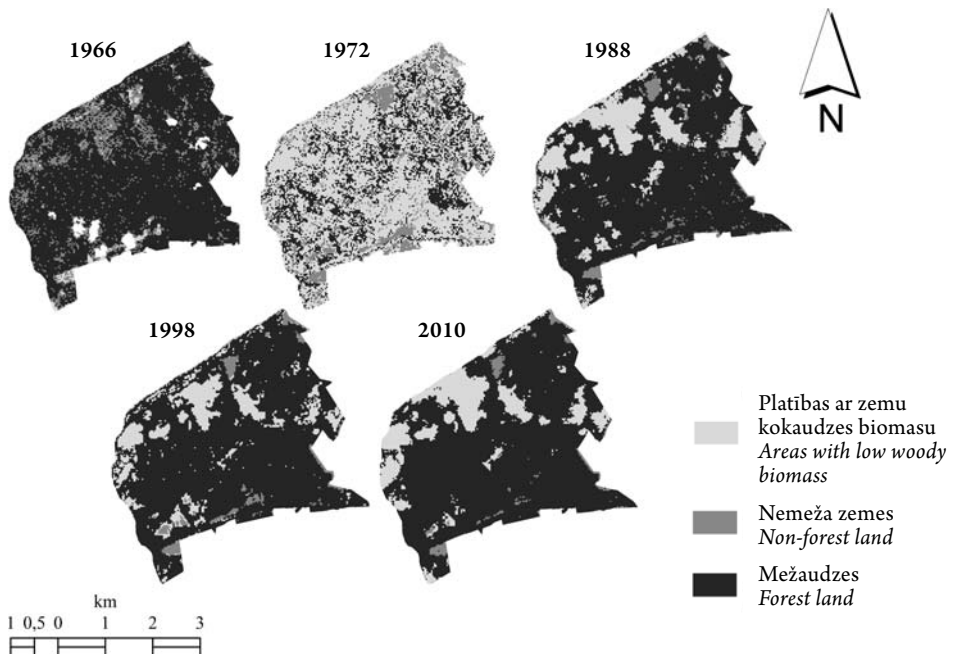 1966
1972
1988
N
1998
2010
Platības ar zemu
kokaudzes biomasu
Areas with low woody
biomass
Nemeža zemes
Non-forest land
Mežaudzes
Forest land
km
1 0,5 0 1 2 3